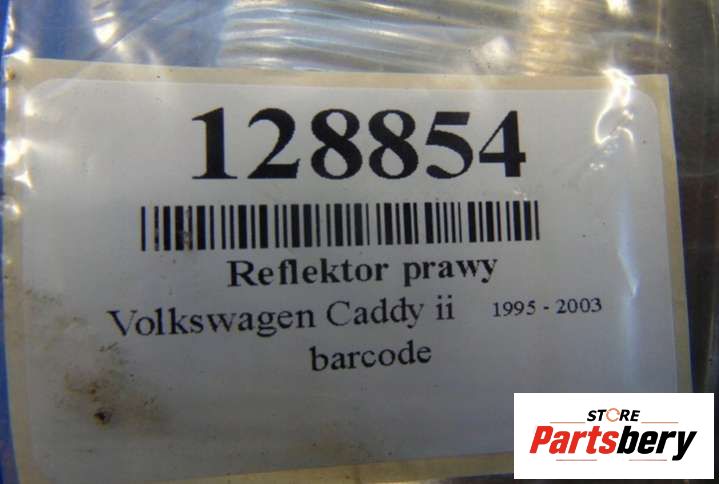 128854
Reflektor prawy
Volkswagen Caddy ii 1995 - 2003
barcode
STORE
Partsbery